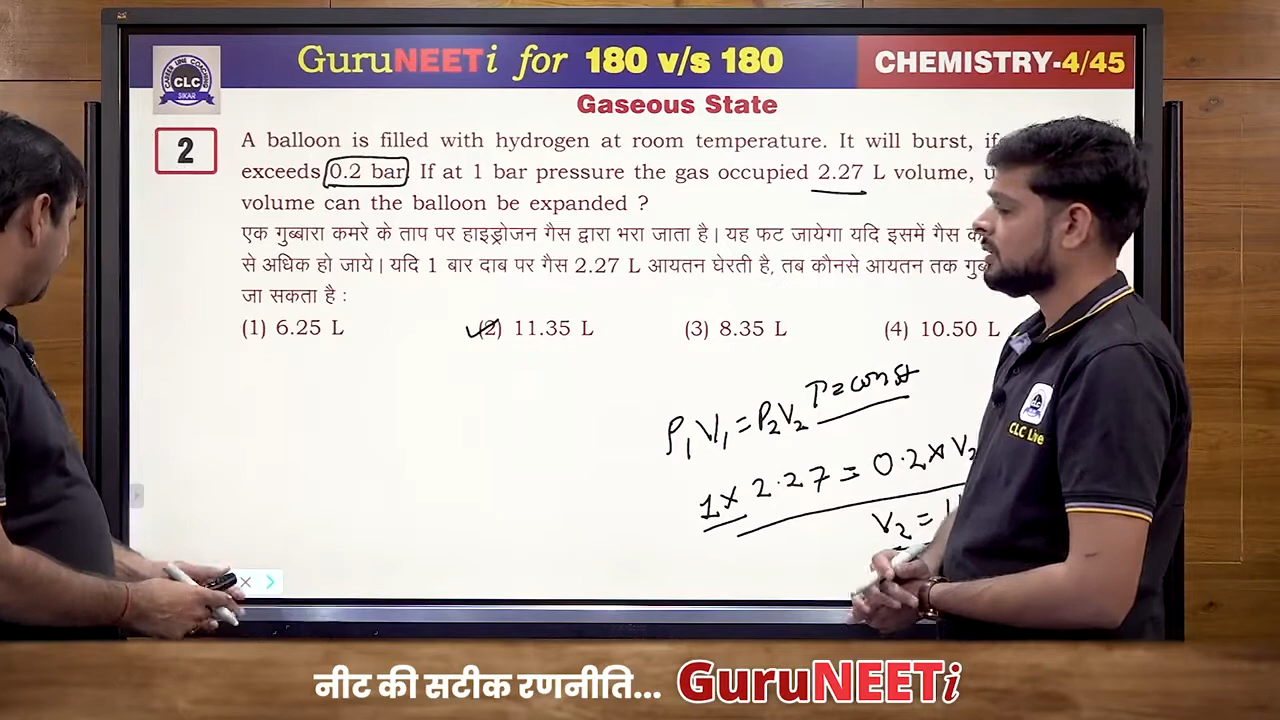 GuruNEETi for 180 v/s 180
CHEMISTRY-4/45
CLC
SIKAR
Gaseous State
2
A balloon is filled with hydrogen at room temperature. It will burst, if
exceeds 0.2 bar. If at 1 bar pressure the gas occupied 2.27 L volume,
volume can the balloon be expanded ?
एक गुब्बारा कमरे के ताप पर हाइड्रोजन गैस द्वारा भरा जाता है। यह फट जायेगा यदि इसमें गैस
से अधिक हो जाये। यदि 1 बार दाब पर गैस 2.27 L आयतन घेरती है, तब कौनसे आयतन तक
जा सकता है :
(1) 6.25 L (2) 11.35 L (3) 8.35 L (4) 10.50 L
T=const
P₁V₁=P₂V₂
1×2.27=0.2×V₂
V₂=
CLC Live
नीट की सटीक रणनीति... GuruNEETi